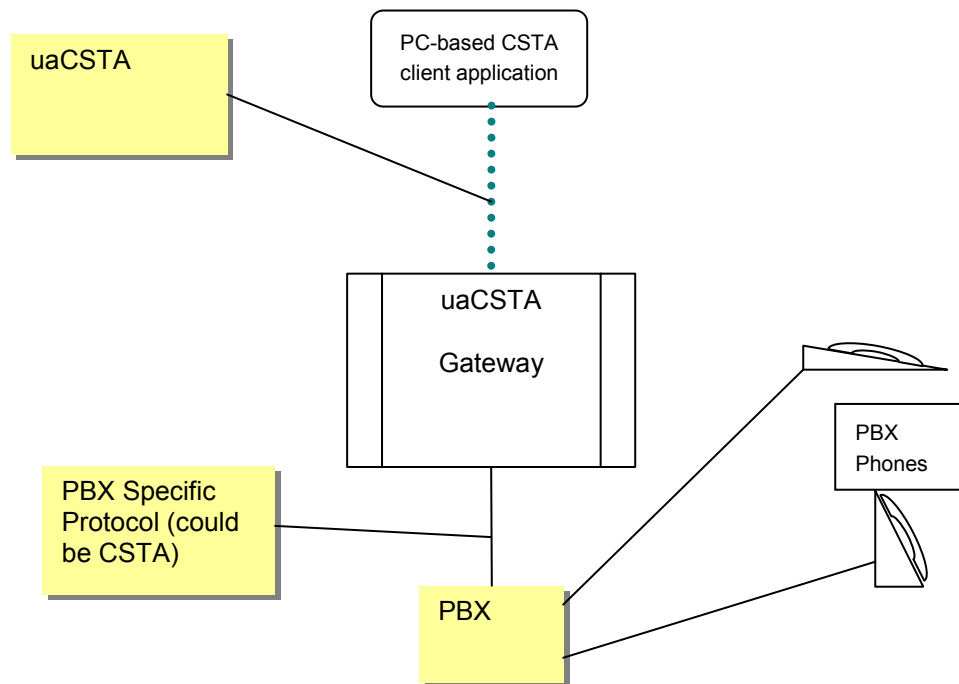 uaCSTA
PC-based CSTA
client application
uaCSTA
Gateway
PBX
Phones
PBX Specific
Protocol (could
be CSTA)
PBX